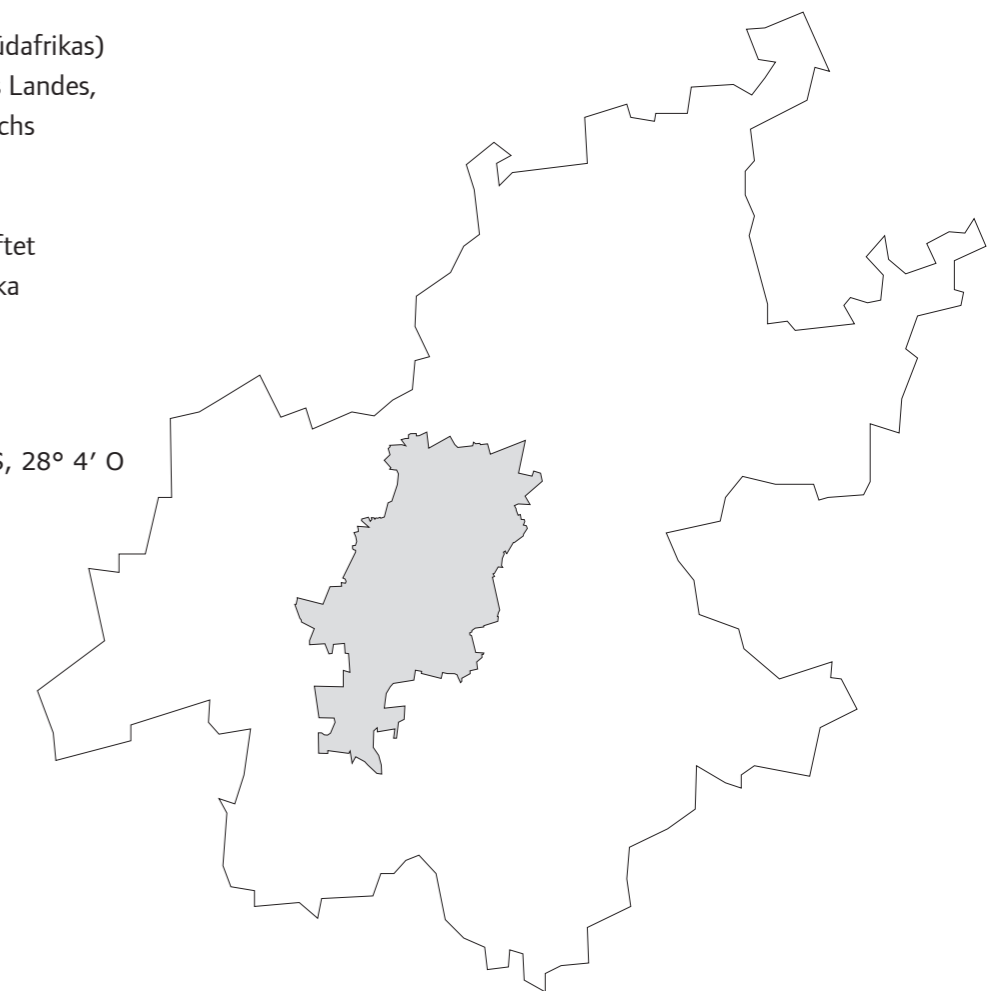 üdafrikas)
Landes,
chs
ftet
ka
, 28° 4′ O